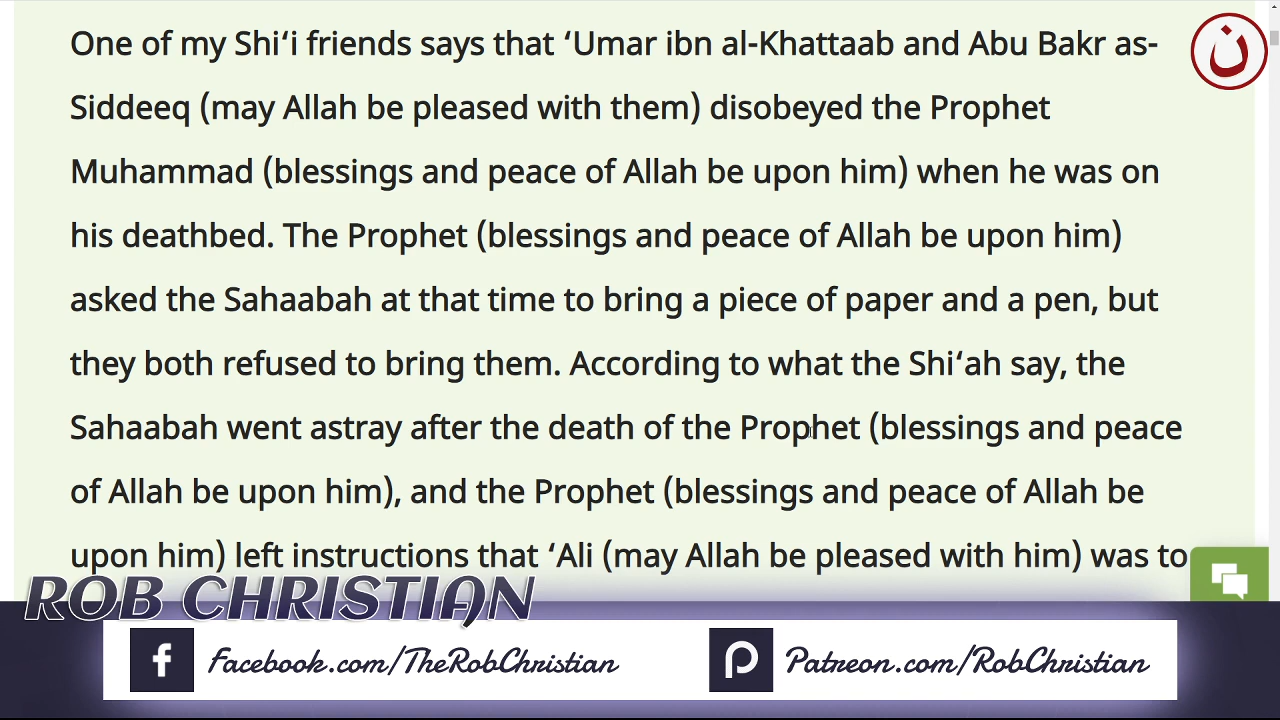 One of my Shi‘i friends says that ‘Umar ibn al-Khattaab and Abu Bakr as-
Siddeeq (may Allah be pleased with them) disobeyed the Prophet
Muhammad (blessings and peace of Allah be upon him) when he was on
his deathbed. The Prophet (blessings and peace of Allah be upon him)
asked the Sahaabah at that time to bring a piece of paper and a pen, but
they both refused to bring them. According to what the Shi‘ah say, the
Sahaabah went astray after the death of the Prophet (blessings and peace
of Allah be upon him), and the Prophet (blessings and peace of Allah be
upon him) left instructions that ‘Ali (may Allah be pleased with him) was to
ن
ROB CHRISTIAN
Facebook.com/TheRobChristian
Patreon.com/RobChristian